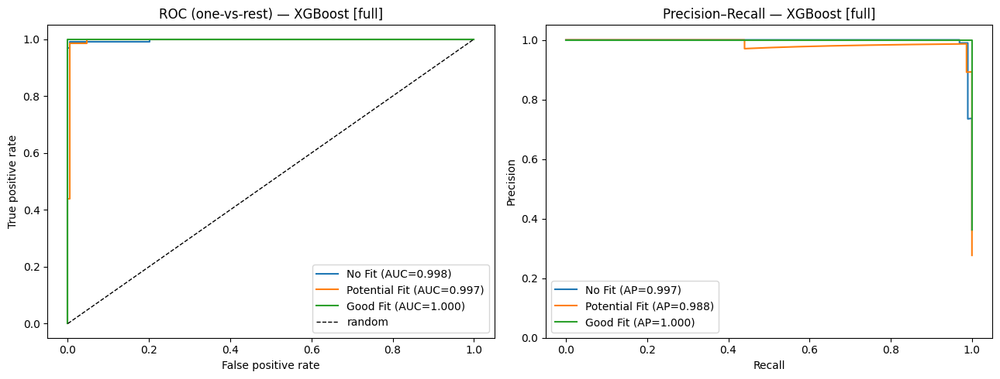 ROC (one-vs-rest) — XGBoost [full]
True positive rate
1.0
0.8
0.6
0.4
0.2
0.0
No Fit (AUC=0.998)
Potential Fit (AUC=0.997)
Good Fit (AUC=1.000)
random
0.0 0.2 0.4 0.6 0.8 1.0
False positive rate
Precision–Recall — XGBoost [full]
Precision
1.0
0.8
0.6
0.4
0.2
0.0
No Fit (AP=0.997)
Potential Fit (AP=0.988)
Good Fit (AP=1.000)
0.0 0.2 0.4 0.6 0.8 1.0
Recall